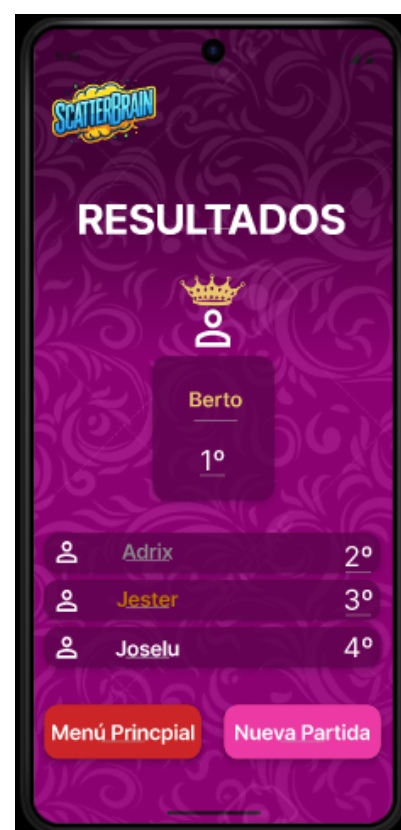 SCATTERBRAIN
RESULTADOS
Berto
1º
Adrix 2º
Jester 3º
Joselu 4º
Menú Princpial Nueva Partida